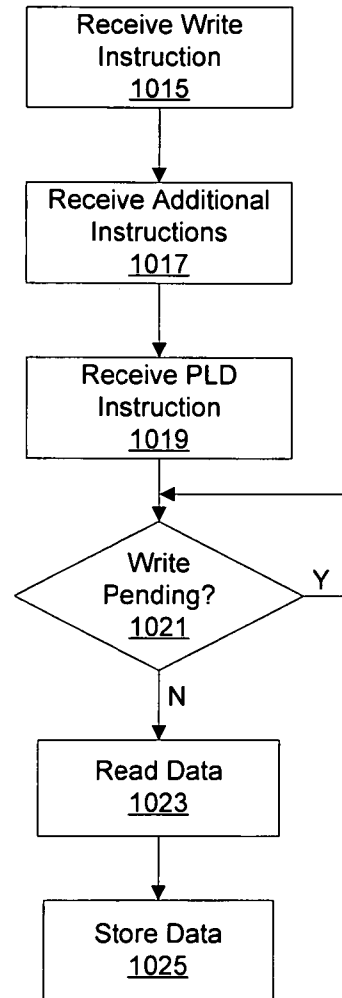 Receive Write
Instruction
1015
Receive Additional
Instructions
1017
Receive PLD
Instruction
1019
Write
Pending?
1021
Y
N
Read Data
1023
Store Data
1025